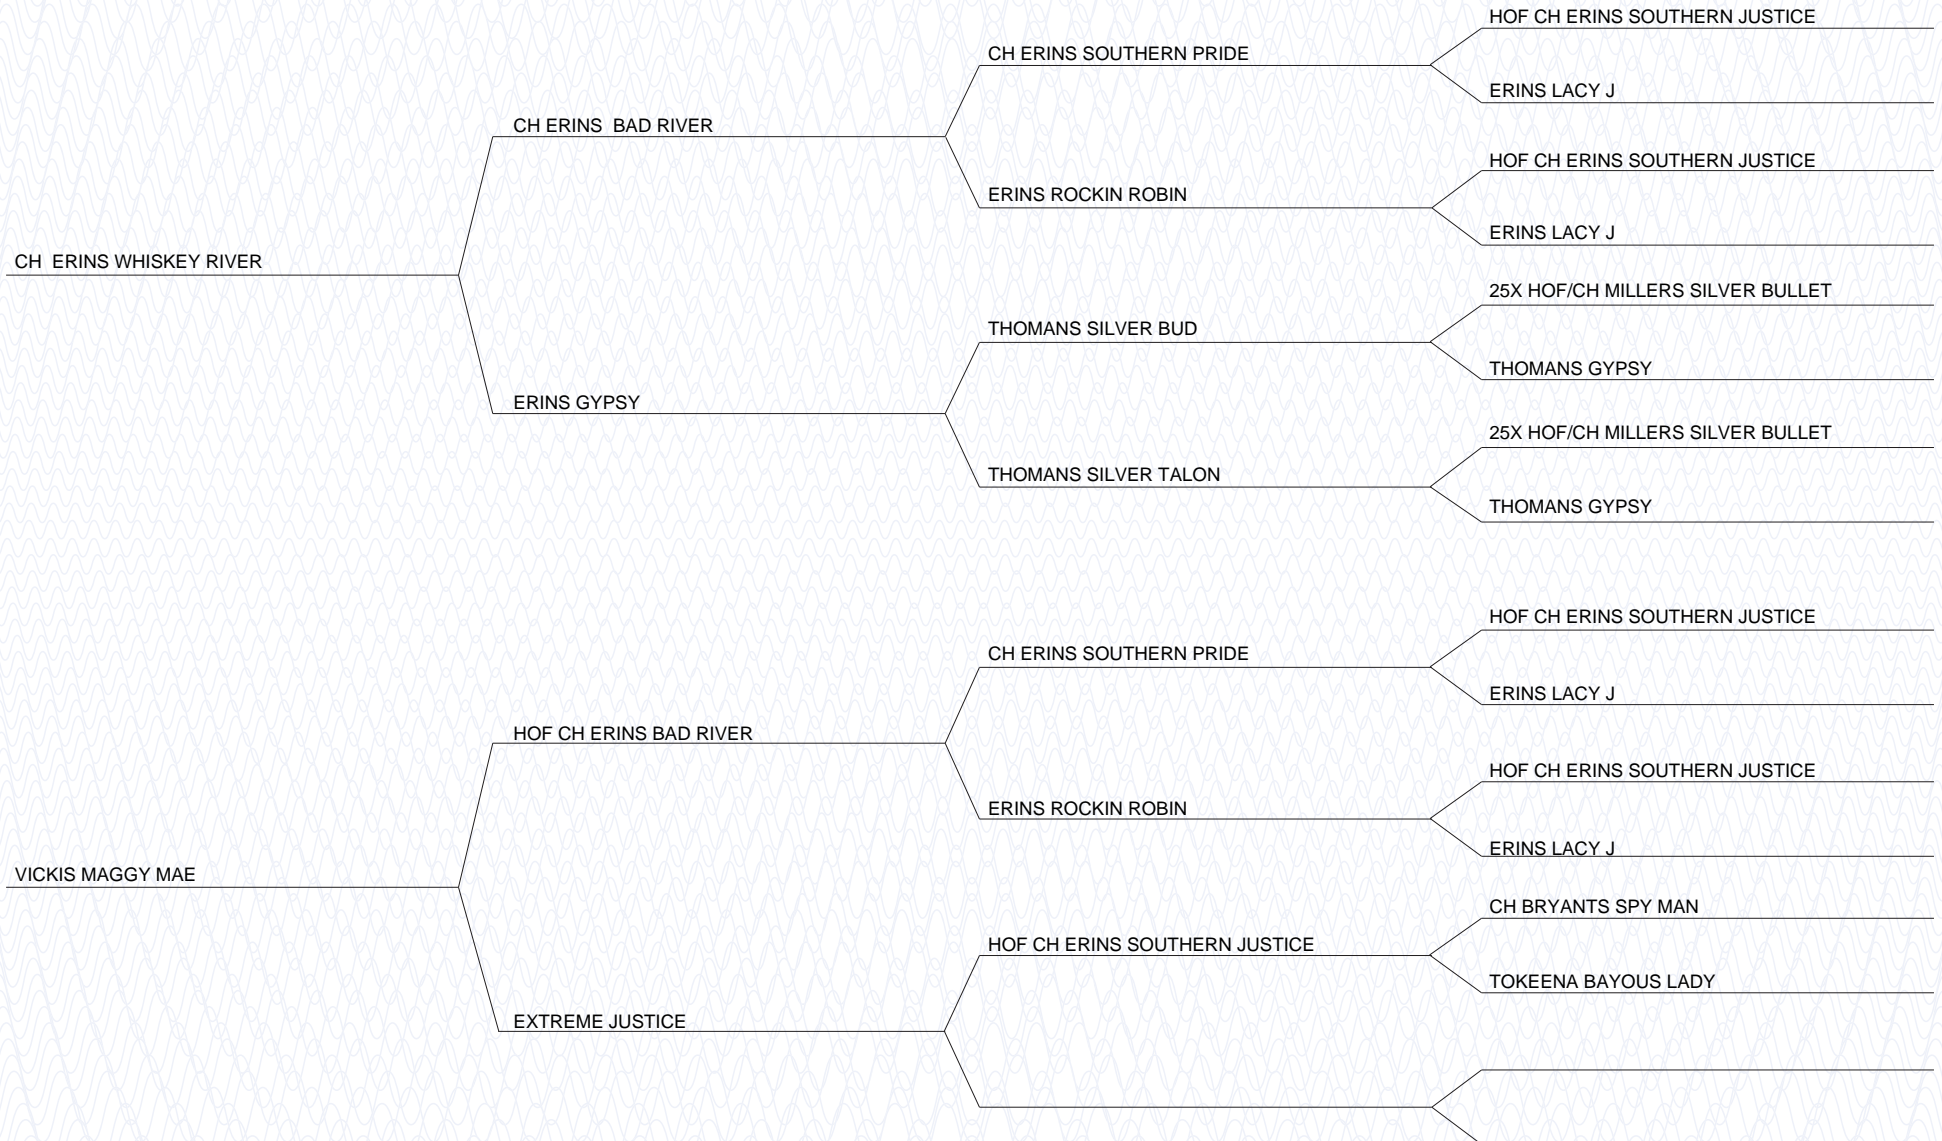 HOF CH ERINS SOUTHERN JUSTICE
CH ERINS SOUTHERN PRIDE
ERINS LACY J
CH ERINS  BAD RIVER
HOF CH ERINS SOUTHERN JUSTICE
ERINS ROCKIN ROBIN
ERINS LACY J
CH  ERINS WHISKEY RIVER
25X HOF/CH MILLERS SILVER BULLET
THOMANS SILVER BUD
THOMANS GYPSY
ERINS GYPSY
25X HOF/CH MILLERS SILVER BULLET
THOMANS SILVER TALON
THOMANS GYPSY
HOF CH ERINS SOUTHERN JUSTICE
CH ERINS SOUTHERN PRIDE
ERINS LACY J
HOF CH ERINS BAD RIVER
HOF CH ERINS SOUTHERN JUSTICE
ERINS ROCKIN ROBIN
ERINS LACY J
VICKIS MAGGY MAE
CH BRYANTS SPY MAN
HOF CH ERINS SOUTHERN JUSTICE
TOKEENA BAYOUS LADY
EXTREME JUSTICE